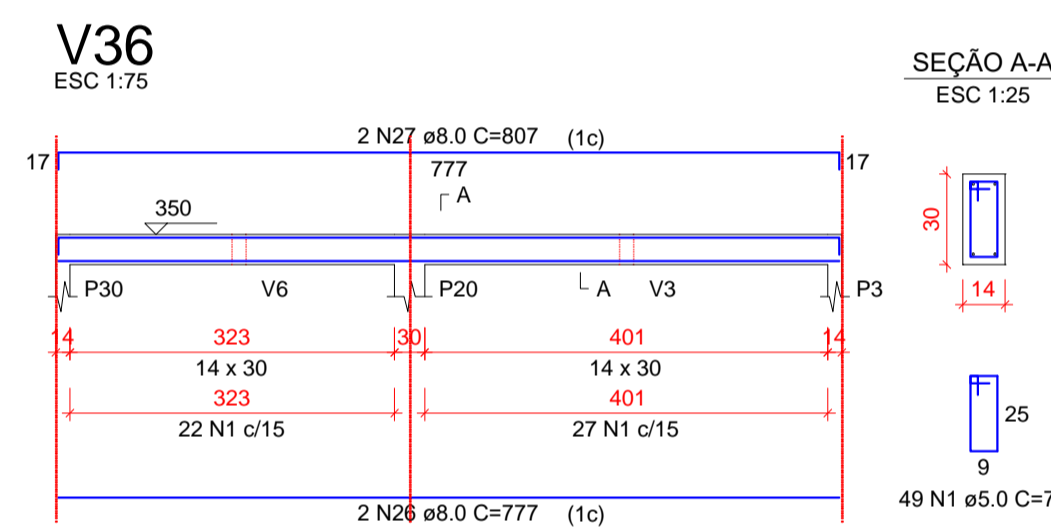 V36
ESC 1:75
SEÇÃO A-A
ESC 1:25
2 N27 ø8.0 C=807 (1c)
17
777
17
A
350
30
14
P30
V6
P20
A
V3
P3
14
323
30
401
14
14 x 30
14 x 30
323
401
22 N1 c/15
27 N1 c/15
25
9
49 N1 ø5.0 C=7
2 N26 ø8.0 C=777 (1c)